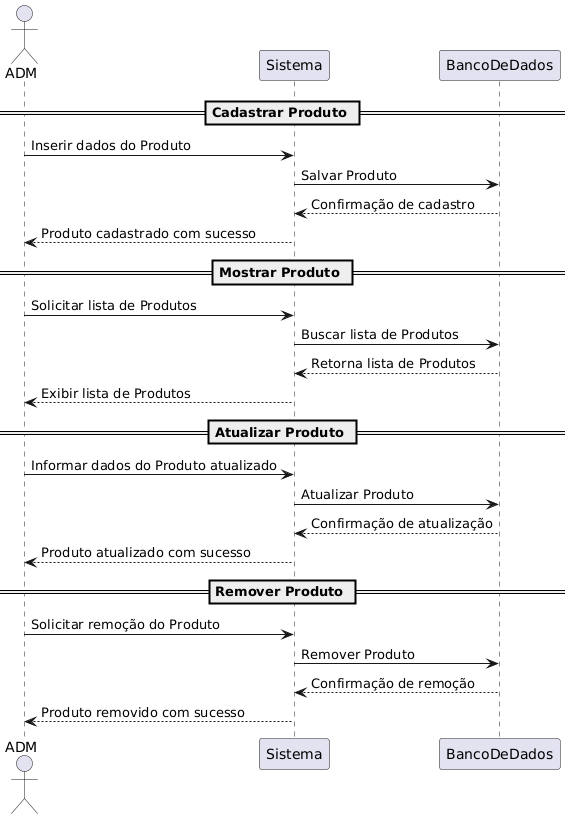 ADM
Sistema
BancoDeDados
Cadastrar Produto
Inserir dados do Produto
Salvar Produto
Confirmação de cadastro
Produto cadastrado com sucesso
Mostrar Produto
Solicitar lista de Produtos
Buscar lista de Produtos
Retorna lista de Produtos
Exibir lista de Produtos
Atualizar Produto
Informar dados do Produto atualizado
Atualizar Produto
Confirmação de atualização
Produto atualizado com sucesso
Remover Produto
Solicitar remoção do Produto
Remover Produto
Confirmação de remoção
Produto removido com sucesso
ADM
Sistema
BancoDeDados